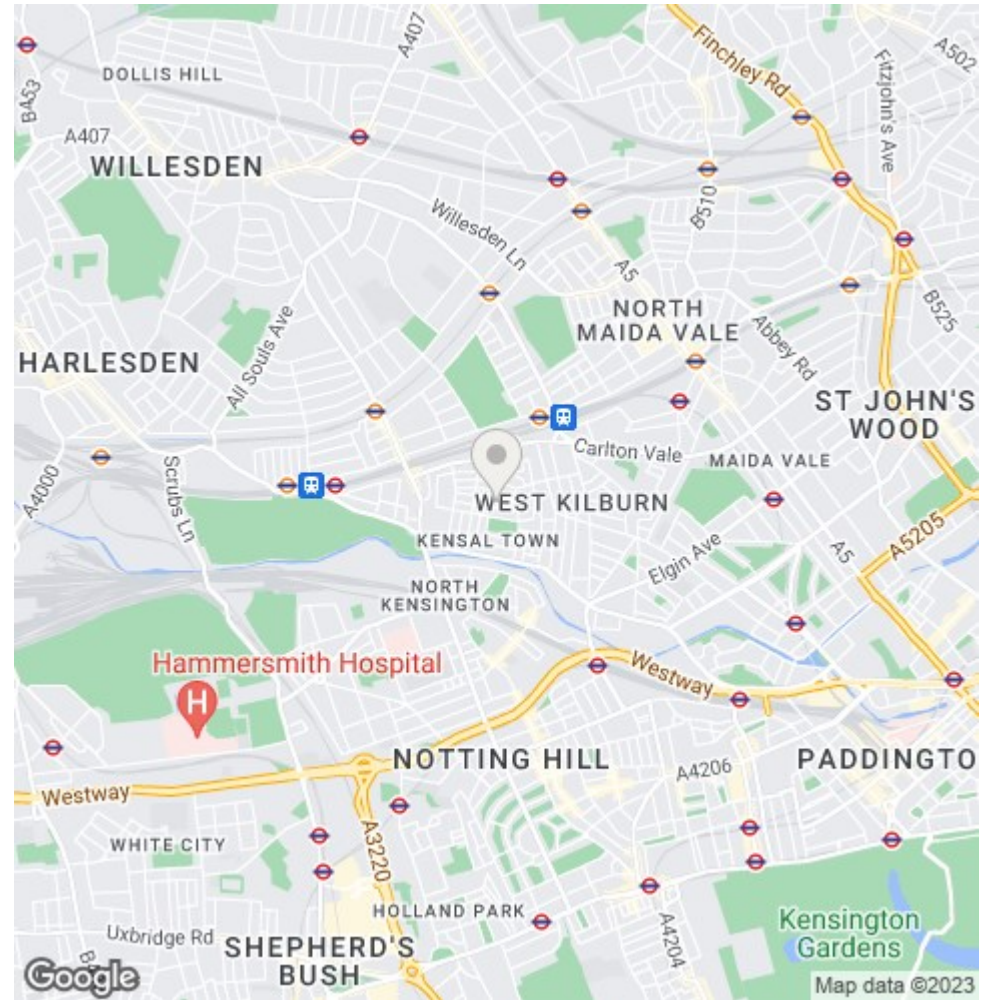 A407
Finchley Rd
A502
Fitzjohn's Ave
DOLLIS HILL
BA53
A407
WILLESDEN
B510
Willesden Ln
A5
NORTH
MAIDA VALE
B525
Abbey Rd
HARLESDEN
All Souls Ave
ST JOHN'S
WOOD
Carlton Vale
MAIDA VALE
A4000
Scrubs Ln
WEST KILBURN
KENSAL TOWN
Elgin Ave
A5
A5205
NORTH
KENSINGTON
Hammersmith Hospital
H
Westway
NOTTING HILL
A4206
PADDINGTO
Westway
WHITE CITY
A3220
HOLLAND PARK
Kensington
Gardens
Uxbridge Rd
SHEPHERD'S
BUSH
A4204
Google
Map data ©2023